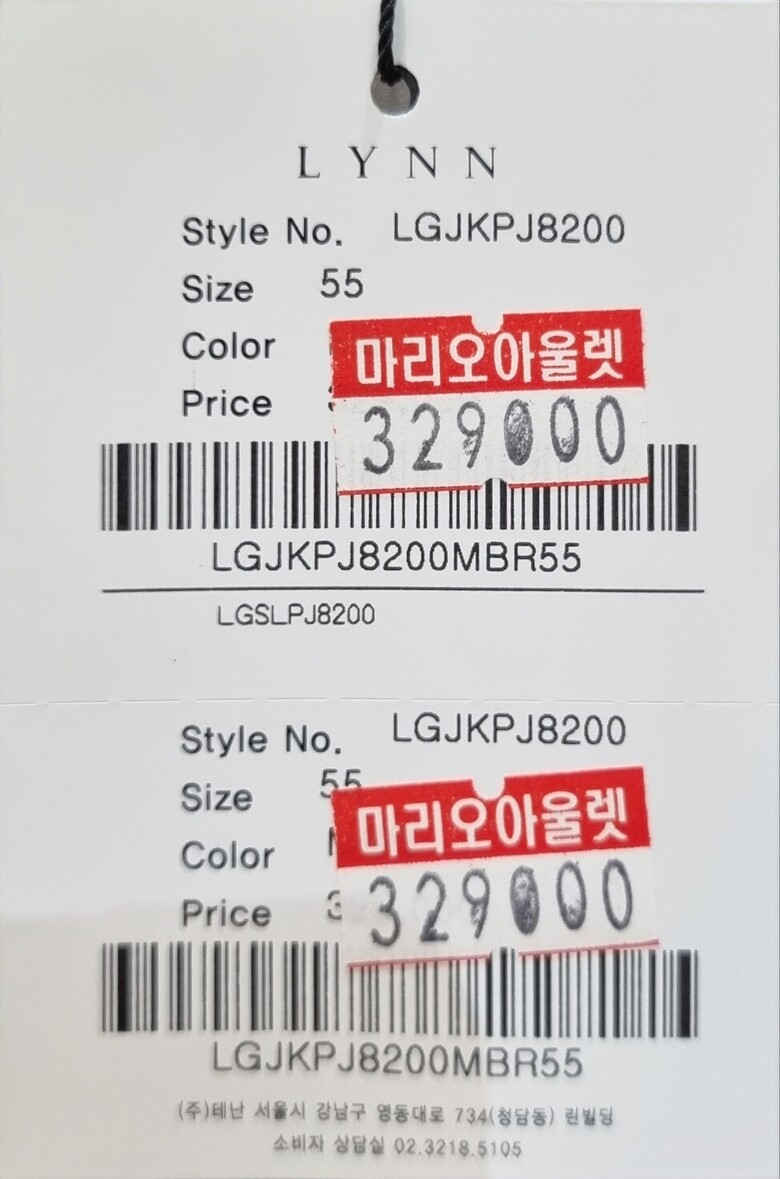 LYNN
Style No. LGJKPJ8200
Size 55
Color
마리오아울렛
Price
329000
LGJKPJ8200MBR55
LGSLPJ8200
Style No. LGJKPJ8200
Size 55
마리오아울렛
Color
Price 3
329000
LGJKPJ8200MBR55
(주)테난 서울시 강남구 영동대로 734(청담동) 린빌딩
소비자 상담실 02.3218.5105